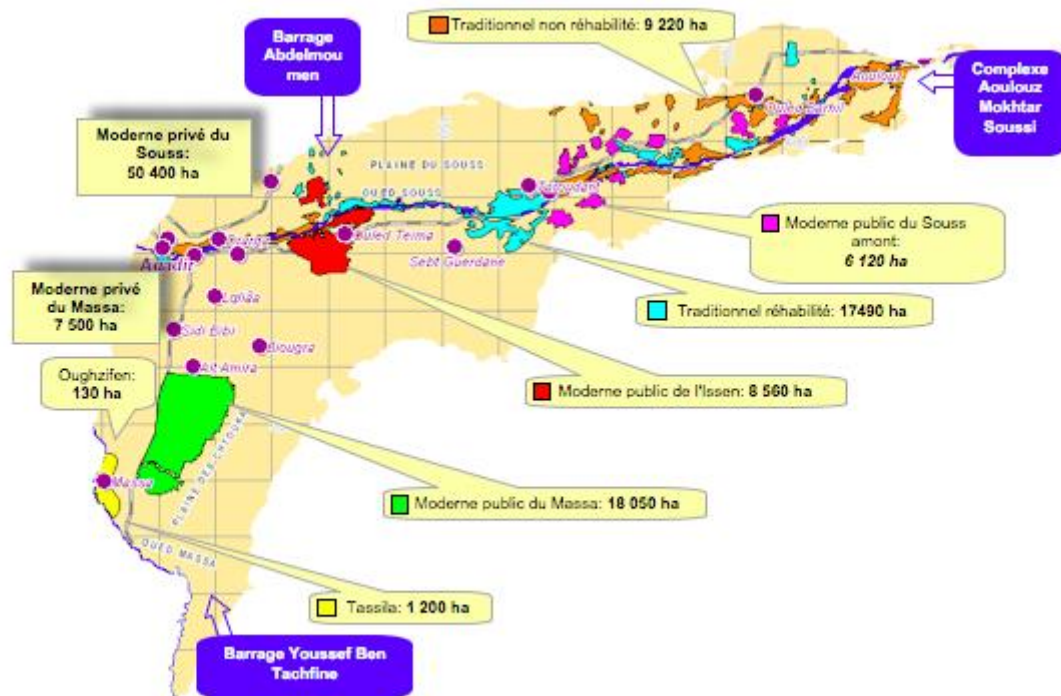 Traditionnel non réhabilité: 9 220 ha
Barrage
Abdelmou
men
Complexe
Aoulouz
Mokhtar
Soussi
Aoulouz
Moderne privé du
Souss:
50 400 ha
PLAINE DU SOUSS
OUED SOUSS
Taroudant
Moderne public du Souss
amont:
6 120 ha
Ouled Teima
Sebt Guerdane
Agadir
Moderne privé
du Massa:
7 500 ha
Lqliâa
Traditionnel réhabilité: 17490 ha
Sidi Bibi
Biougra
Ait Amira
Oughzifen:
130 ha
Moderne public de l'Issen: 8 560 ha
PLAINE DES CHTOUKA
Massa
Moderne public du Massa: 18 050 ha
OUED MASSA
Tassila: 1 200 ha
Barrage Youssef Ben
Tachfine